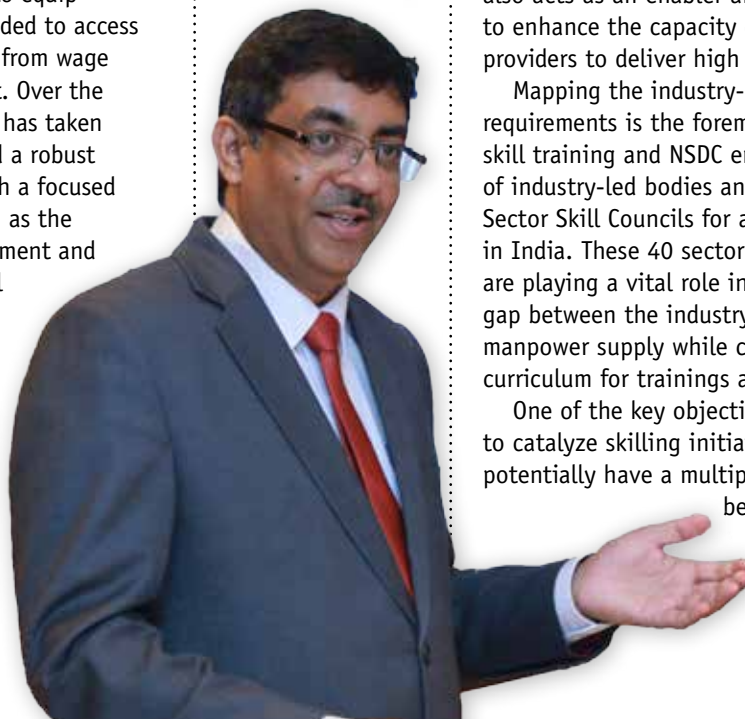 equip
ded to access
from wage
t. Over the
has taken
d a robust
h a focused
as the
ment and
also acts as an enabler
to enhance the capacity
providers to deliver high
Mapping the industry-
requirements is the forem
skill training and NSDC e
of industry-led bodies an
Sector Skill Councils for a
in India. These 40 sector
are playing a vital role in
gap between the industry
manpower supply while c
curriculum for trainings a
One of the key objecti
to catalyze skilling initia
potentially have a multip
be